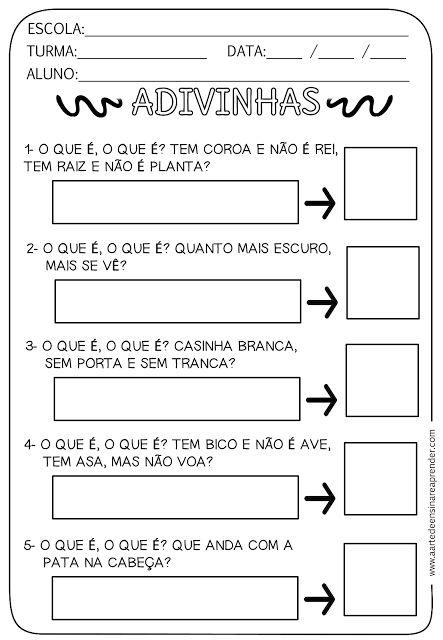 ESCOLA:
TURMA: DATA: / /
ALUNO:
ADIVINHAS
1- O QUE É, O QUE É? TEM COROA E NÃO É REI,
TEM RAIZ E NÃO É PLANTA?
2- O QUE É, O QUE É? QUANTO MAIS ESCURO,
MAIS SE VÊ?
3- O QUE É, O QUE É? CASINHA BRANCA,
SEM PORTA E SEM TRANCA?
4- O QUE É, O QUE É? TEM BICO E NÃO É AVE,
TEM ASA, MAS NÃO VOA?
5- O QUE É, O QUE É? QUE ANDA COM A
PATA NA CABEÇA?
www.aartedeensinareaprender.com